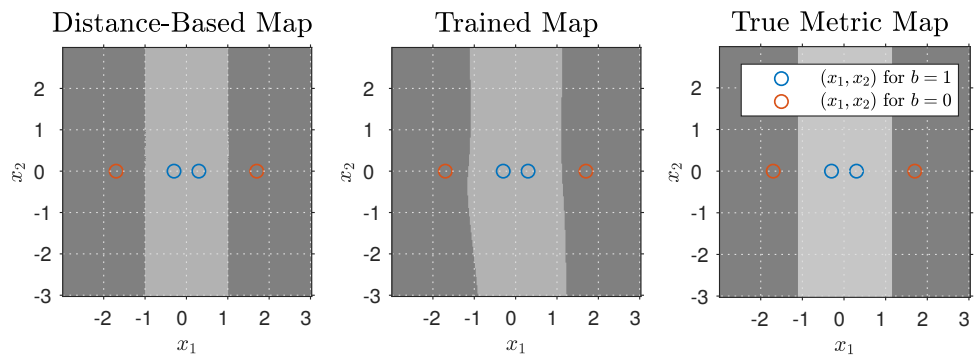 Distance-Based Map
2
1
0
-1
-2
-3
x₂
-2 -1 0 1 2 3
x₁
Trained Map
2
1
0
-1
-2
-3
x₂
-2 -1 0 1 2 3
x₁
True Metric Map
(x₁, x₂) for b = 1
(x₁, x₂) for b = 0
2
1
0
-1
-2
-3
x₂
-2 -1 0 1 2 3
x₁